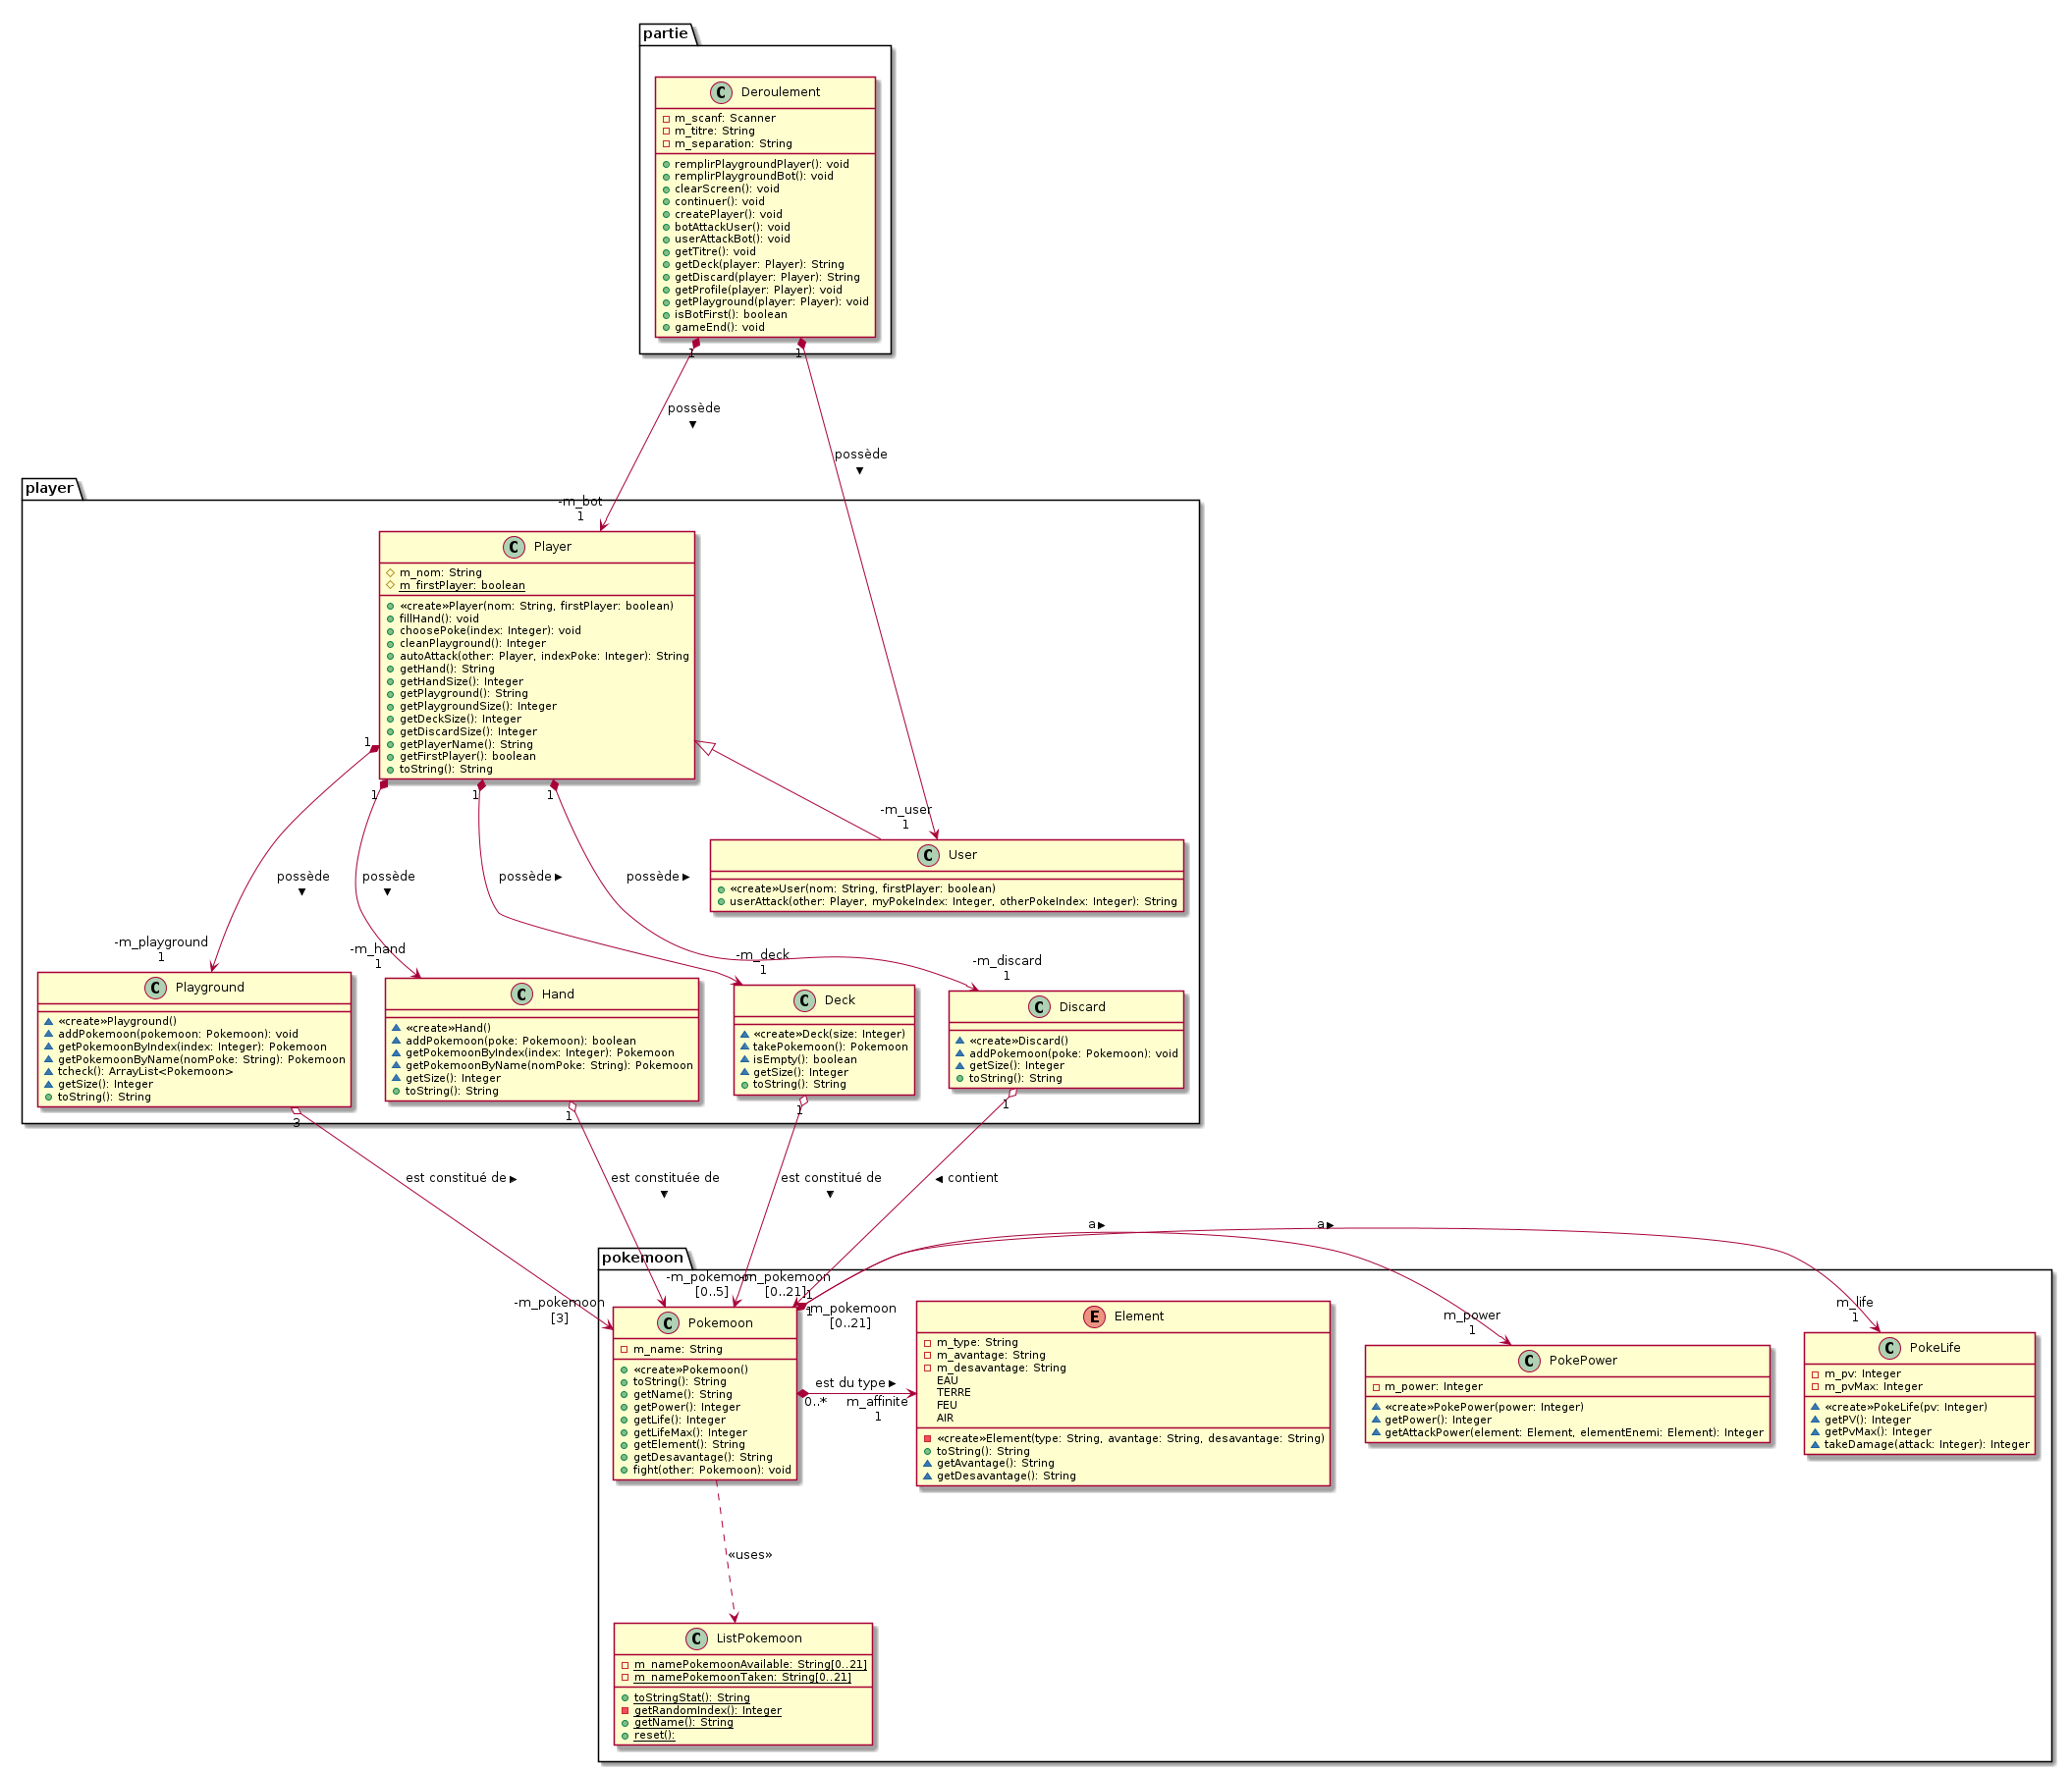 partie
Deroulement
m_scanf: Scanner
m_titre: String
m_separation: String
remplirPlaygroundPlayer(): void
remplirPlaygroundBot(): void
clearScreen(): void
continuer(): void
createPlayer(): void
botAttackUser(): void
userAttackBot(): void
getTitre(): void
getDeck(player: Player): String
getDiscard(player: Player): String
getProfile(player: Player): void
getPlayground(player: Player): void
isBotFirst(): boolean
gameEnd(): void
1
1
possède
possède
player
-m_bot
1
Player
m_nom: String
m_firstPlayer: boolean
«create»Player(nom: String, firstPlayer: boolean)
fillHand(): void
choosePoke(index: Integer): void
cleanPlayground(): Integer
autoAttack(other: Player, indexPoke: Integer): String
getHand(): String
getHandSize(): Integer
getPlayground(): String
getPlaygroundSize(): Integer
getDeckSize(): Integer
getDiscardSize(): Integer
getPlayerName(): String
getFirstPlayer(): boolean
toString(): String
1
1
1
1
-m_user
1
User
«create»User(nom: String, firstPlayer: boolean)
userAttack(other: Player, myPokeIndex: Integer, otherPokeIndex: Integer): String
possède
possède
possède
possède
-m_playground
1
-m_hand
1
-m_deck
1
-m_discard
1
Playground
«create»Playground()
addPokemoon(pokemoon: Pokemoon): void
getPokemoonByIndex(index: Integer): Pokemoon
getPokemoonByName(nomPoke: String): Pokemoon
tcheck(): ArrayList<Pokemoon>
getSize(): Integer
toString(): String
3
Hand
«create»Hand()
addPokemoon(poke: Pokemoon): boolean
getPokemoonByIndex(index: Integer): Pokemoon
getPokemoonByName(nomPoke: String): Pokemoon
getSize(): Integer
toString(): String
1
Deck
«create»Deck(size: Integer)
takePokemoon(): Pokemoon
isEmpty(): boolean
getSize(): Integer
toString(): String
1
Discard
«create»Discard()
addPokemoon(poke: Pokemoon): void
getSize(): Integer
toString(): String
1
est constitué de
est constituée de
est constitué de
contient
a
a
pokemoon
-m_pokemoon
[3]
-m_pokemoon
[0..5]
-m_pokemoon
[0..21]
-m_pokemoon
[0..21]
1
1
m_power
1
m_life
1
Pokemoon
m_name: String
«create»Pokemoon()
toString(): String
getName(): String
getPower(): Integer
getLife(): Integer
getLifeMax(): Integer
getElement(): String
getDesavantage(): String
fight(other: Pokemoon): void
est du type
0..*
m_affinite
1
Element
m_type: String
m_avantage: String
m_desavantage: String
EAU
TERRE
FEU
AIR
«create»Element(type: String, avantage: String, desavantage: String)
toString(): String
getAvantage(): String
getDesavantage(): String
PokePower
m_power: Integer
«create»PokePower(power: Integer)
getPower(): Integer
getAttackPower(element: Element, elementEnemi: Element): Integer
PokeLife
m_pv: Integer
m_pvMax: Integer
«create»PokeLife(pv: Integer)
getPV(): Integer
getPvMax(): Integer
takeDamage(attack: Integer): Integer
«uses»
ListPokemoon
m_namePokemoonAvailable: String[0..21]
m_namePokemoonTaken: String[0..21]
toStringStat(): String
getRandomIndex(): Integer
getName(): String
reset():